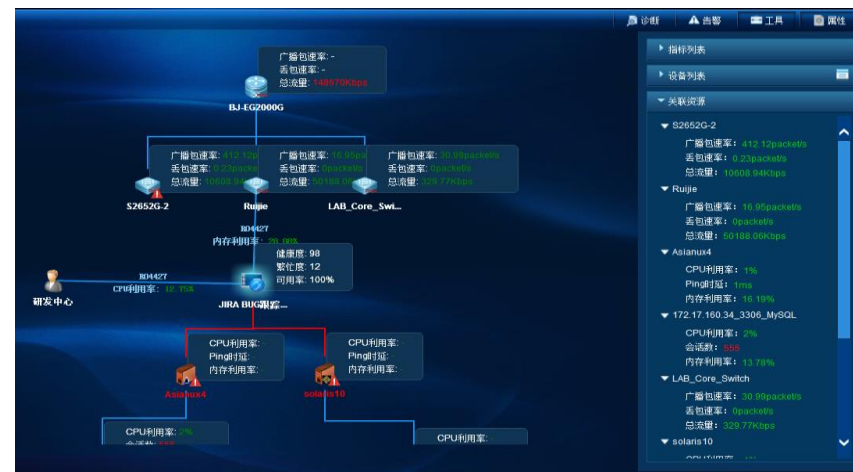 诊断 告警 工具 属性
广播包速率: -
丢包速率: -
总流量: 148570Kbps
BJ-EG2000G
广播包速率: 412.12p
丢包速率: 0.23packet/s
总流量: 10608.94K
S2652G-2
广播包速率: 16.95pa
丢包速率: 0packet/s
总流量: 50188.06K
Ruijie
广播包速率: 30.99packet/s
丢包速率: 0packet/s
总流量: 329.77Kbps
LAB_Core_Swi...
RO4427
内存利用率:
健康度: 98
繁忙度: 12
可用率: 100%
JIRA BUG跟踪...
RO4427
CPU利用率: 12.75%
研发中心
CPU利用率:
Ping时延:
内存利用率:
Asianux4
CPU利用率: -
Ping时延: -
内存利用率: -
solaris10
CPU利用率: 2%
CPU利用率: -
指标列表
设备列表
关联资源
S2652G-2
广播包速率: 412.12packet/s
丢包速率: 0.23packet/s
总流量: 10608.94Kbps
Ruijie
广播包速率: 16.95packet/s
丢包速率: 0packet/s
总流量: 50188.06Kbps
Asianux4
CPU利用率: 1%
Ping时延: 1ms
内存利用率: 16.19%
172.17.160.34_3306_MySQL
CPU利用率: 2%
会话数: 555
内存利用率: 13.78%
LAB_Core_Switch
广播包速率: 30.99packet/s
丢包速率: 0packet/s
总流量: 329.77Kbps
solaris10